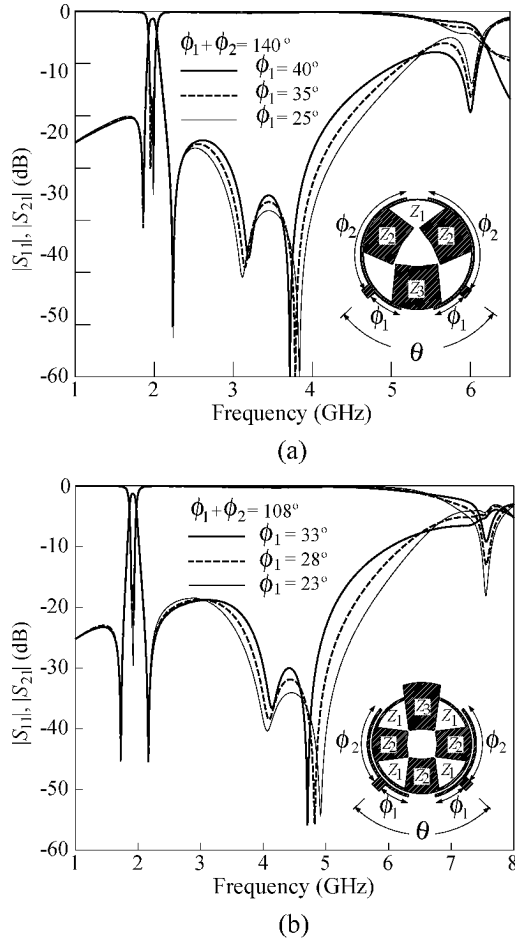 0
-10
-20
-30
-40
-50
-60
|S11|, |S21| (dB)
ϕ1 + ϕ2 = 140°
ϕ1 = 40°
ϕ1 = 35°
ϕ1 = 25°
Z1
Z2 Z2
Z3
ϕ2 ϕ2
ϕ1 ϕ1
θ
1 2 3 4 5 6
Frequency (GHz)
(a)
0
-10
-20
-30
-40
-50
-60
|S11|, |S21| (dB)
ϕ1 + ϕ2 = 108°
ϕ1 = 33°
ϕ1 = 28°
ϕ1 = 23°
Z3
Z1 Z1
Z2 Z2
Z1 Z1
Z2
ϕ2 ϕ2
ϕ1 ϕ1
θ
1 2 3 4 5 6 7 8
Frequency (GHz)
(b)